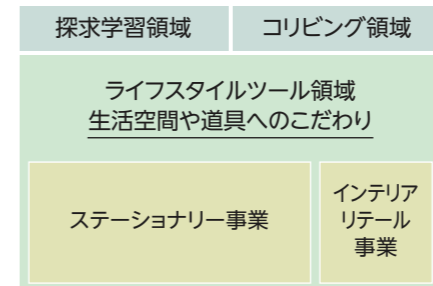 探求学習領域
コリビング領域
ライフスタイルツール領域
生活空間や道具へのこだわり
ステーショナリー事業
インテリア
リテール
事業